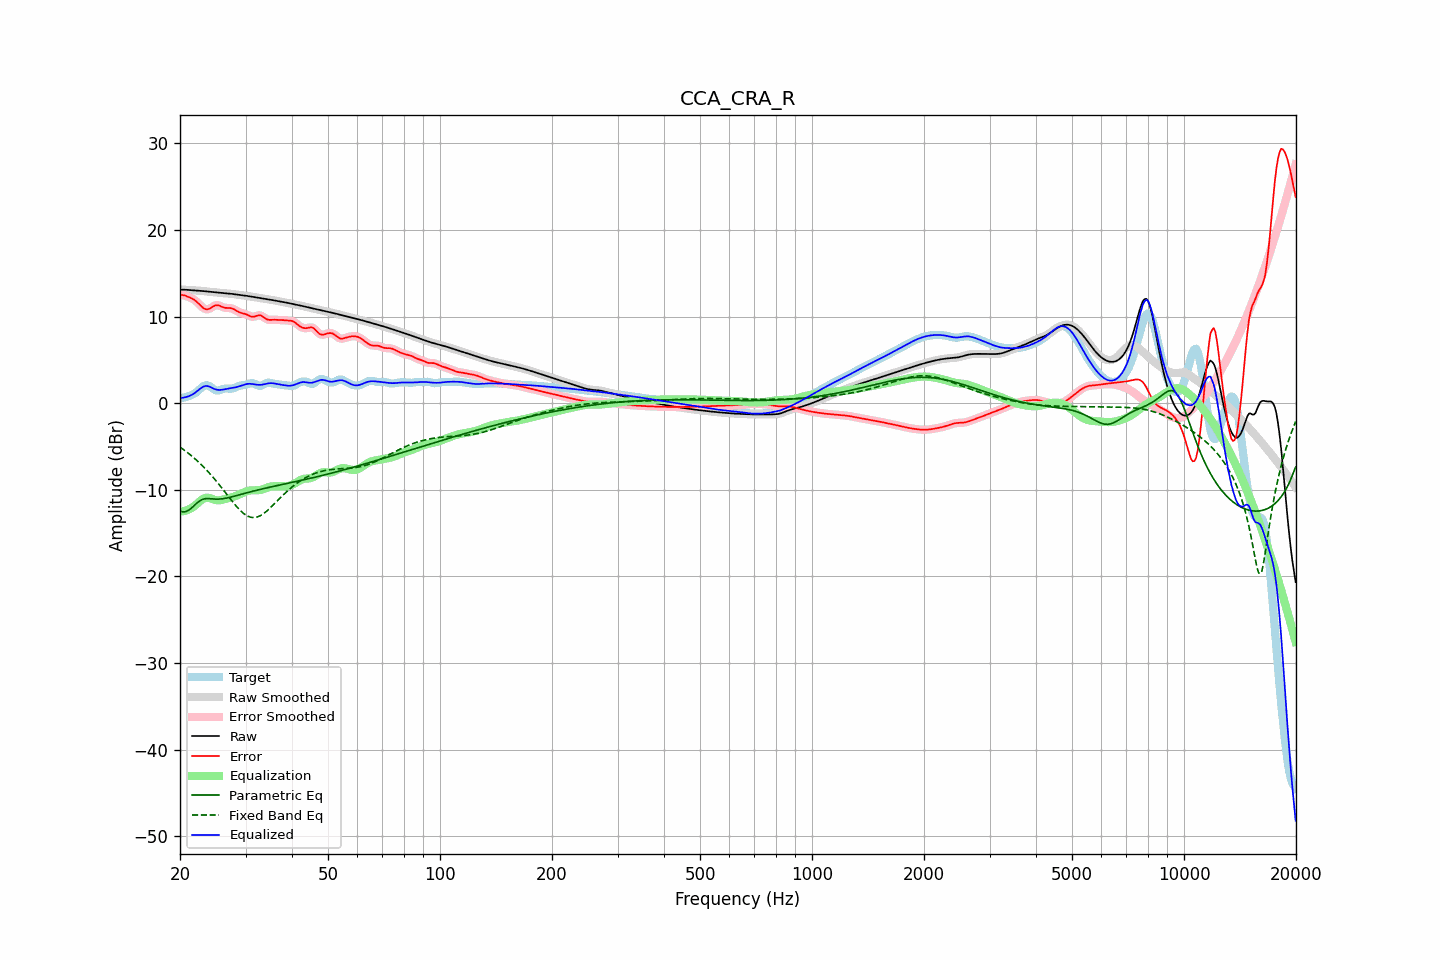 CCA_CRA_R
30
20
10
0
−10
−20
−30
−40
−50
Amplitude (dBr)
Target
Raw Smoothed
Error Smoothed
Raw
Error
Equalization
Parametric Eq
Fixed Band Eq
Equalized
20 50 100 200 500 1000 2000 5000 10000 20000
Frequency (Hz)